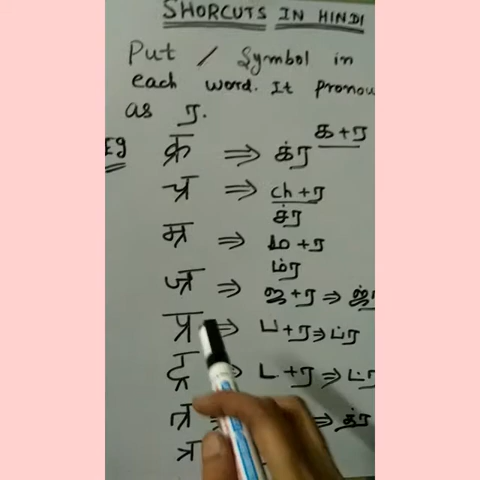 SHORCUTS IN HINDI
Put / Symbol in
each word. It pronou
as ர.
Eg
க + ர
क्र ⇒ க்ர
च्र ⇒ ch + ர
ச்ர
म्र ⇒ ம + ர
ம்ர
ज्र ⇒ ஜ + ர ⇒ ஜ்ர
प्र ⇒ ப + ர ⇒ ப்ர
ट्र ⇒ ட + ர ⇒ ட்ர
त्र ⇒ த்ர